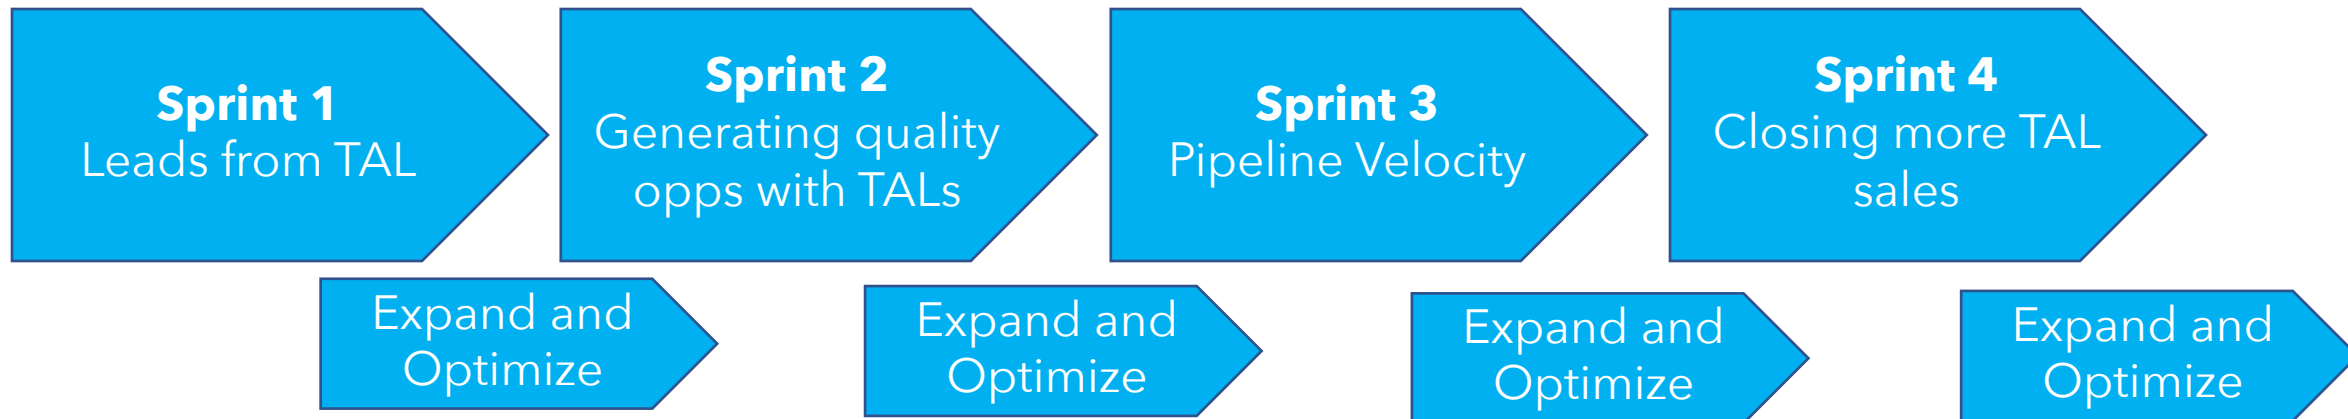 Sprint 1
Leads from TAL
Sprint 2
Generating quality
opps with TALs
Sprint 3
Pipeline Velocity
Sprint 4
Closing more TAL
sales
Expand and
Optimize
Expand and
Optimize
Expand and
Optimize
Expand and
Optimize